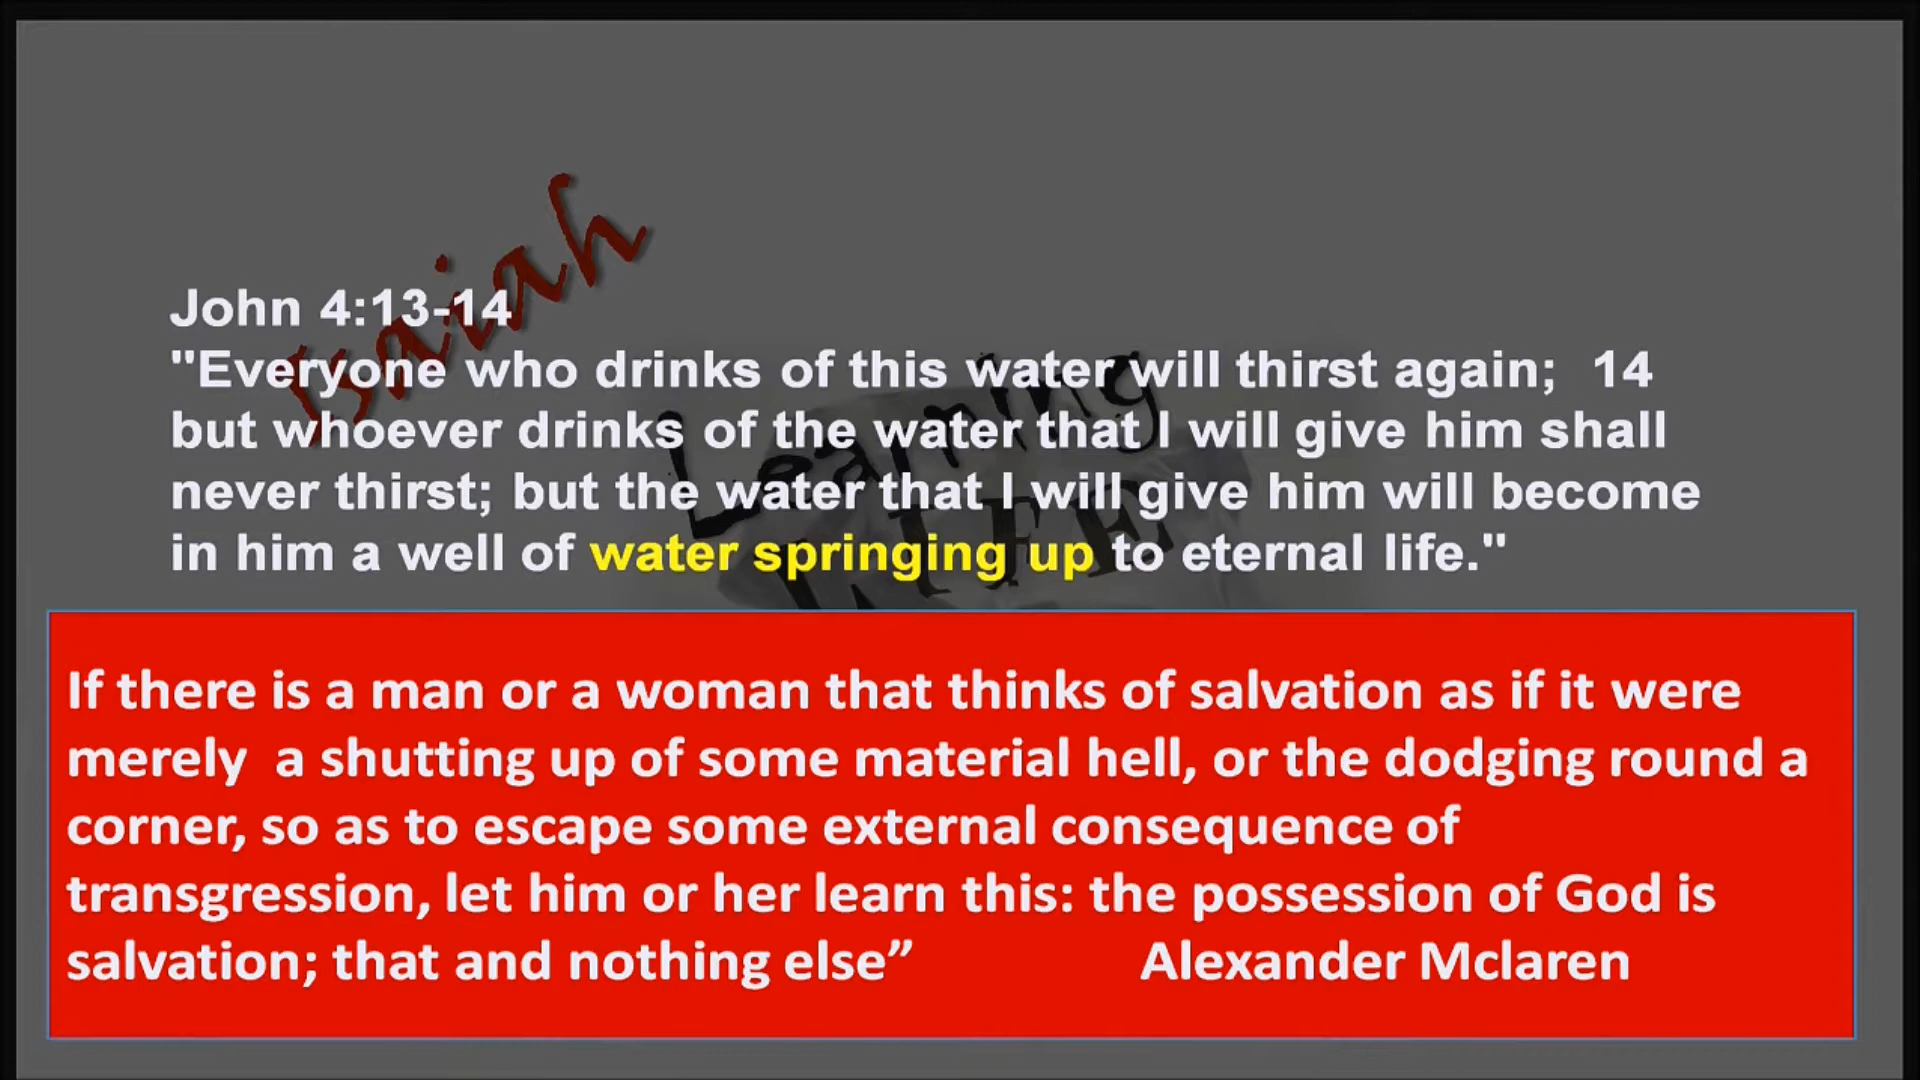 Isaiah
John 4:13-14
"Everyone who drinks of this water will thirst again;  14
but whoever drinks of the water that I will give him shall
never thirst; but the water that I will give him will become
in him a well of water springing up to eternal life."
Learning
LIFE
If there is a man or a woman that thinks of salvation as if it were
merely  a shutting up of some material hell, or the dodging round a
corner, so as to escape some external consequence of
transgression, let him or her learn this: the possession of God is
salvation; that and nothing else”
Alexander Mclaren